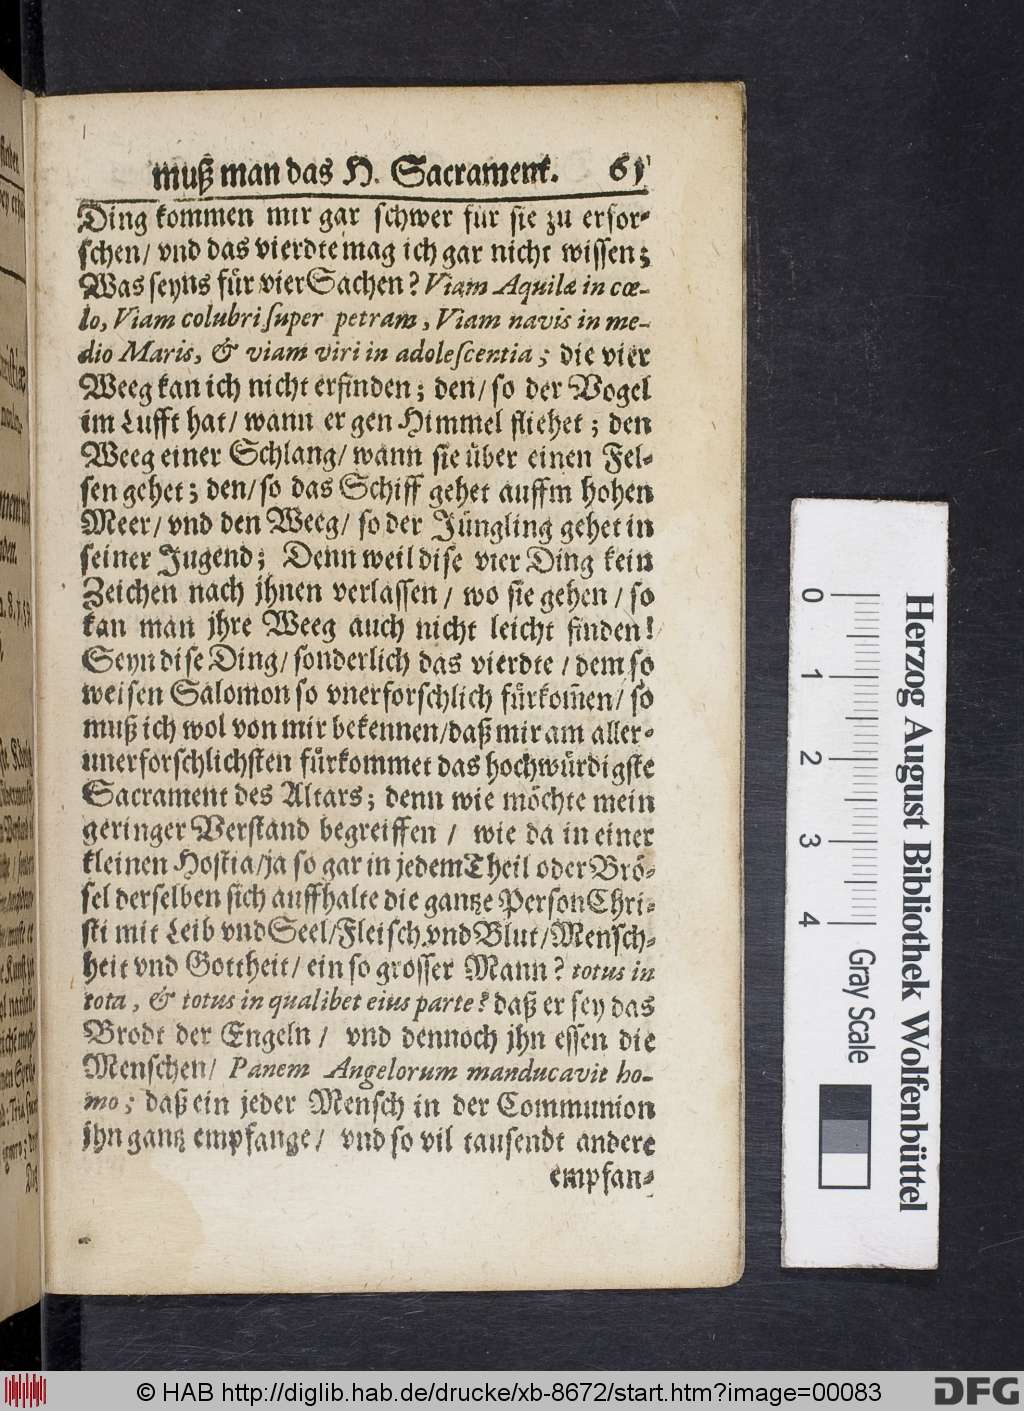 muß man das H. Sacrament. 61
Ding kommen mir gar schwer für sie zu erfor-
schen/ vnd das vierdte mag ich gar nicht wissen;
Was seyns für vier Sachen? Viam Aquilæ in cœ-
lo, Viam colubri super petram, Viam navis in me-
dio Maris, & viam viri in adolescentia; die vier
Weeg kan ich nicht erfinden; den/ so der Vogel
im Lufft hat/ wann er gen Himmel fliehet; den
Weeg einer Schlang/ wann sie über einen Fel-
sen gehet; den/ so das Schiff gehet auffm hohen
Meer/ vnd den Weeg/ so der Jüngling gehet in
seiner Jugend; Denn weil dise vier Ding kein
Zeichen nach jhnen verlassen/ wo sie gehen/ so
kan man jhre Weeg auch nicht leicht finden!
Seyn dise Ding/ sonderlich das vierdte/ dem so
weisen Salomon so vnerforschlich fürkom̃en/ so
muß ich wol von mir bekennen/ daß mir am aller-
unerforschlichsten fürkommet das hochwürdigste
Sacrament des Altars; denn wie möchte mein
geringer Verstand begreiffen/ wie da in einer
kleinen Hostia/ ja so gar in jedem Theil oder Brö-
sel derselben sich auffhalte die gantze Person Chri-
sti mit Leib vnd Seel/ Fleisch vnd Blut/ Mensch-
heit vnd Gottheit/ ein so grosser Mann? totus in
tota, & totus in qualibet eius parte? daß er sey das
Brodt der Engeln/ vnd dennoch jhn essen die
Menschen/ Panem Angelorum manducavit ho-
mo; daß ein jeder Mensch in der Communion
jhn gantz empfange/ vnd so vil tausendt andere
empfan-
0 1 2 3 4
Herzog August Bibliothek Wolfenbüttel
Gray Scale
© HAB http://diglib.hab.de/drucke/xb-8672/start.htm?image=00083
DFG